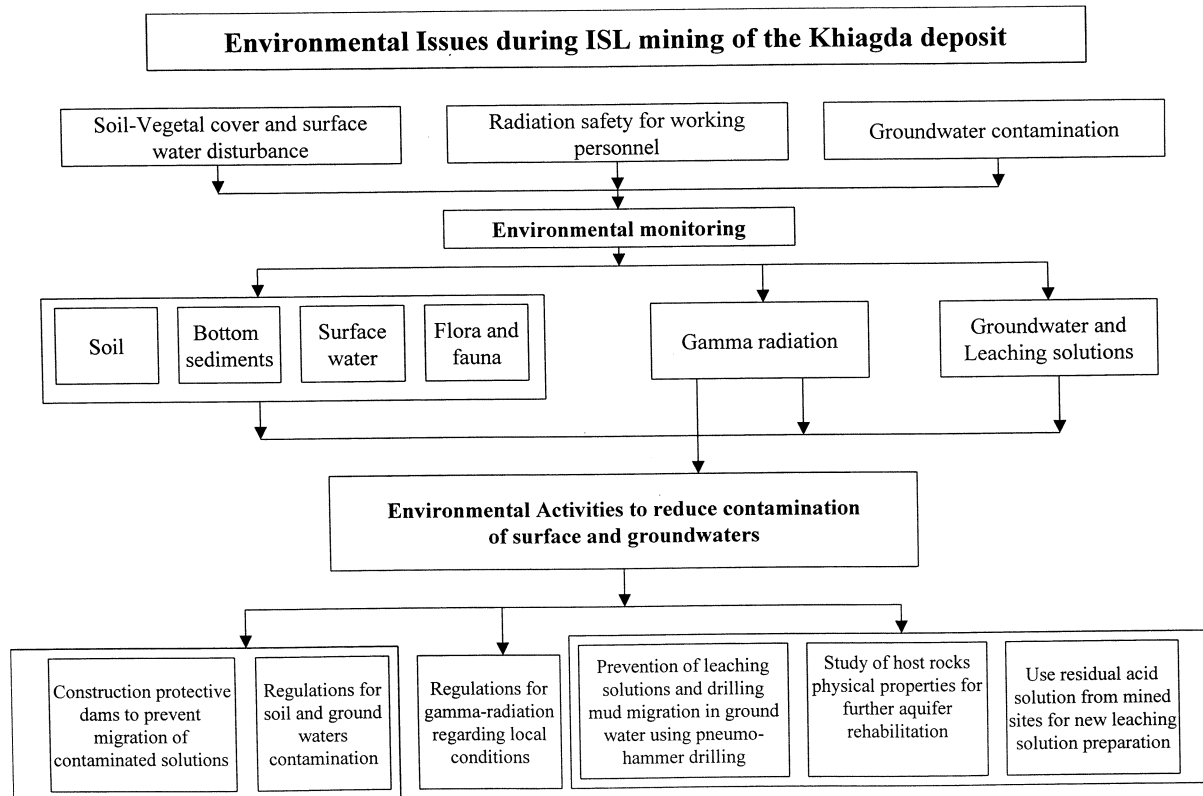 Environmental Issues during ISL mining of the Khiagda deposit
Soil-Vegetal cover and surface
water disturbance
Radiation safety for working
personnel
Groundwater contamination
Environmental monitoring
Soil
Bottom
sediments
Surface
water
Flora and
fauna
Gamma radiation
Groundwater and
Leaching solutions
Environmental Activities to reduce contamination
of surface and groundwaters
Construction protective
dams to prevent
migration of
contaminated solutions
Regulations for
soil and ground
waters
contamination
Regulations for
gamma-radiation
regarding local
conditions
Prevention of leaching
solutions and drilling
mud migration in ground
water using pneumo-
hammer drilling
Study of host rocks
physical properties for
further aquifer
rehabilitation
Use residual acid
solution from mined
sites for new leaching
solution preparation